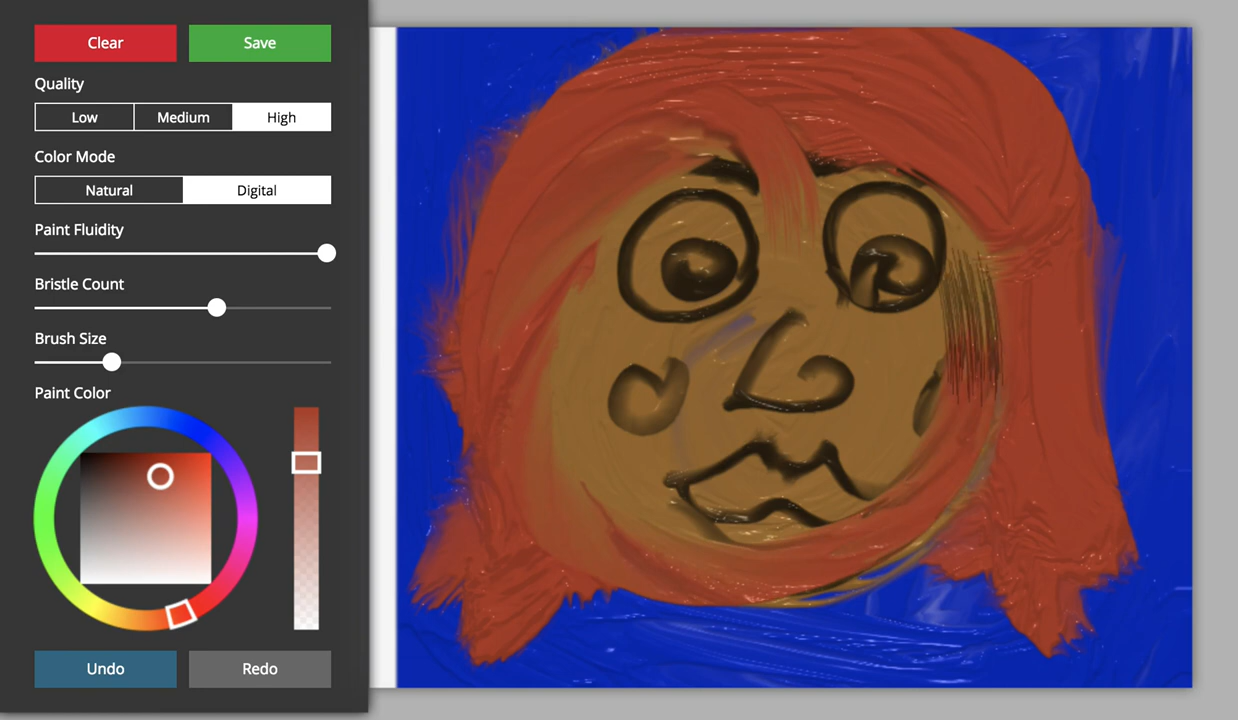 Clear Save
Quality
Low Medium High
Color Mode
Natural Digital
Paint Fluidity
Bristle Count
Brush Size
Paint Color
Undo Redo